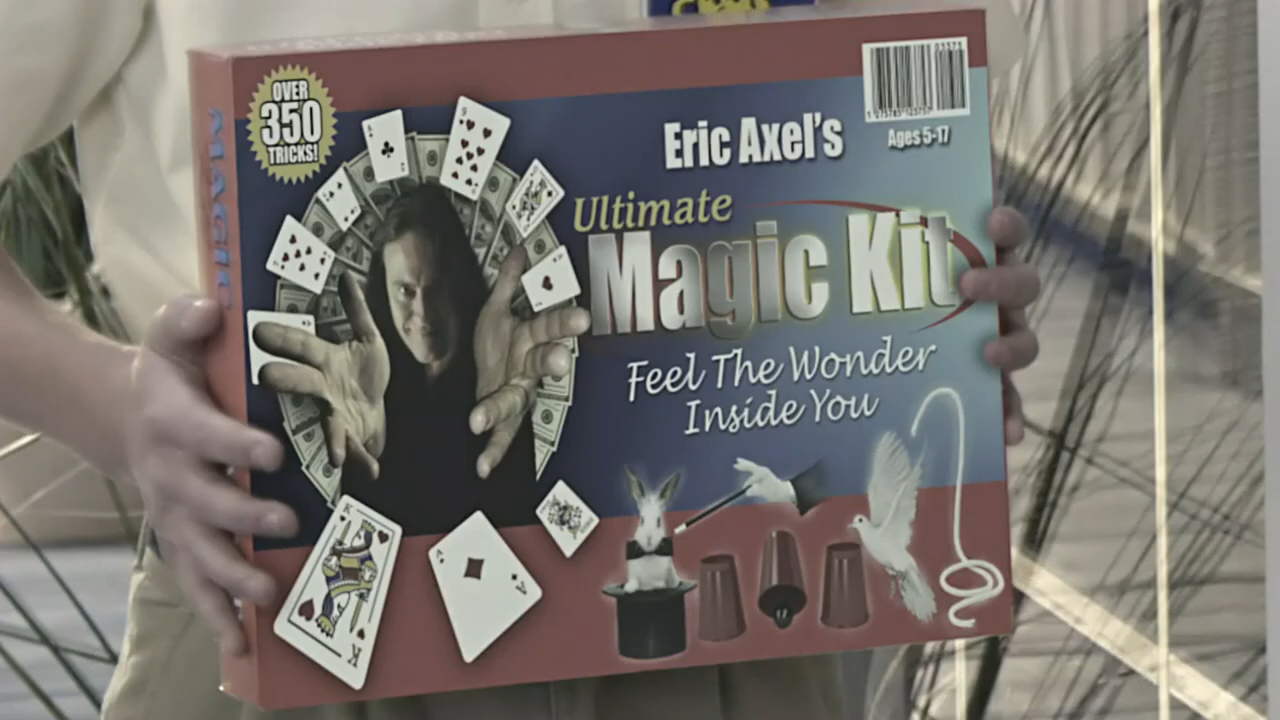 OVER
350
TRICKS!
Eric Axel's
Ages 5-17
Ultimate
Magic Kit
Feel The Wonder
Inside You
MAGIC
K
K
A
A